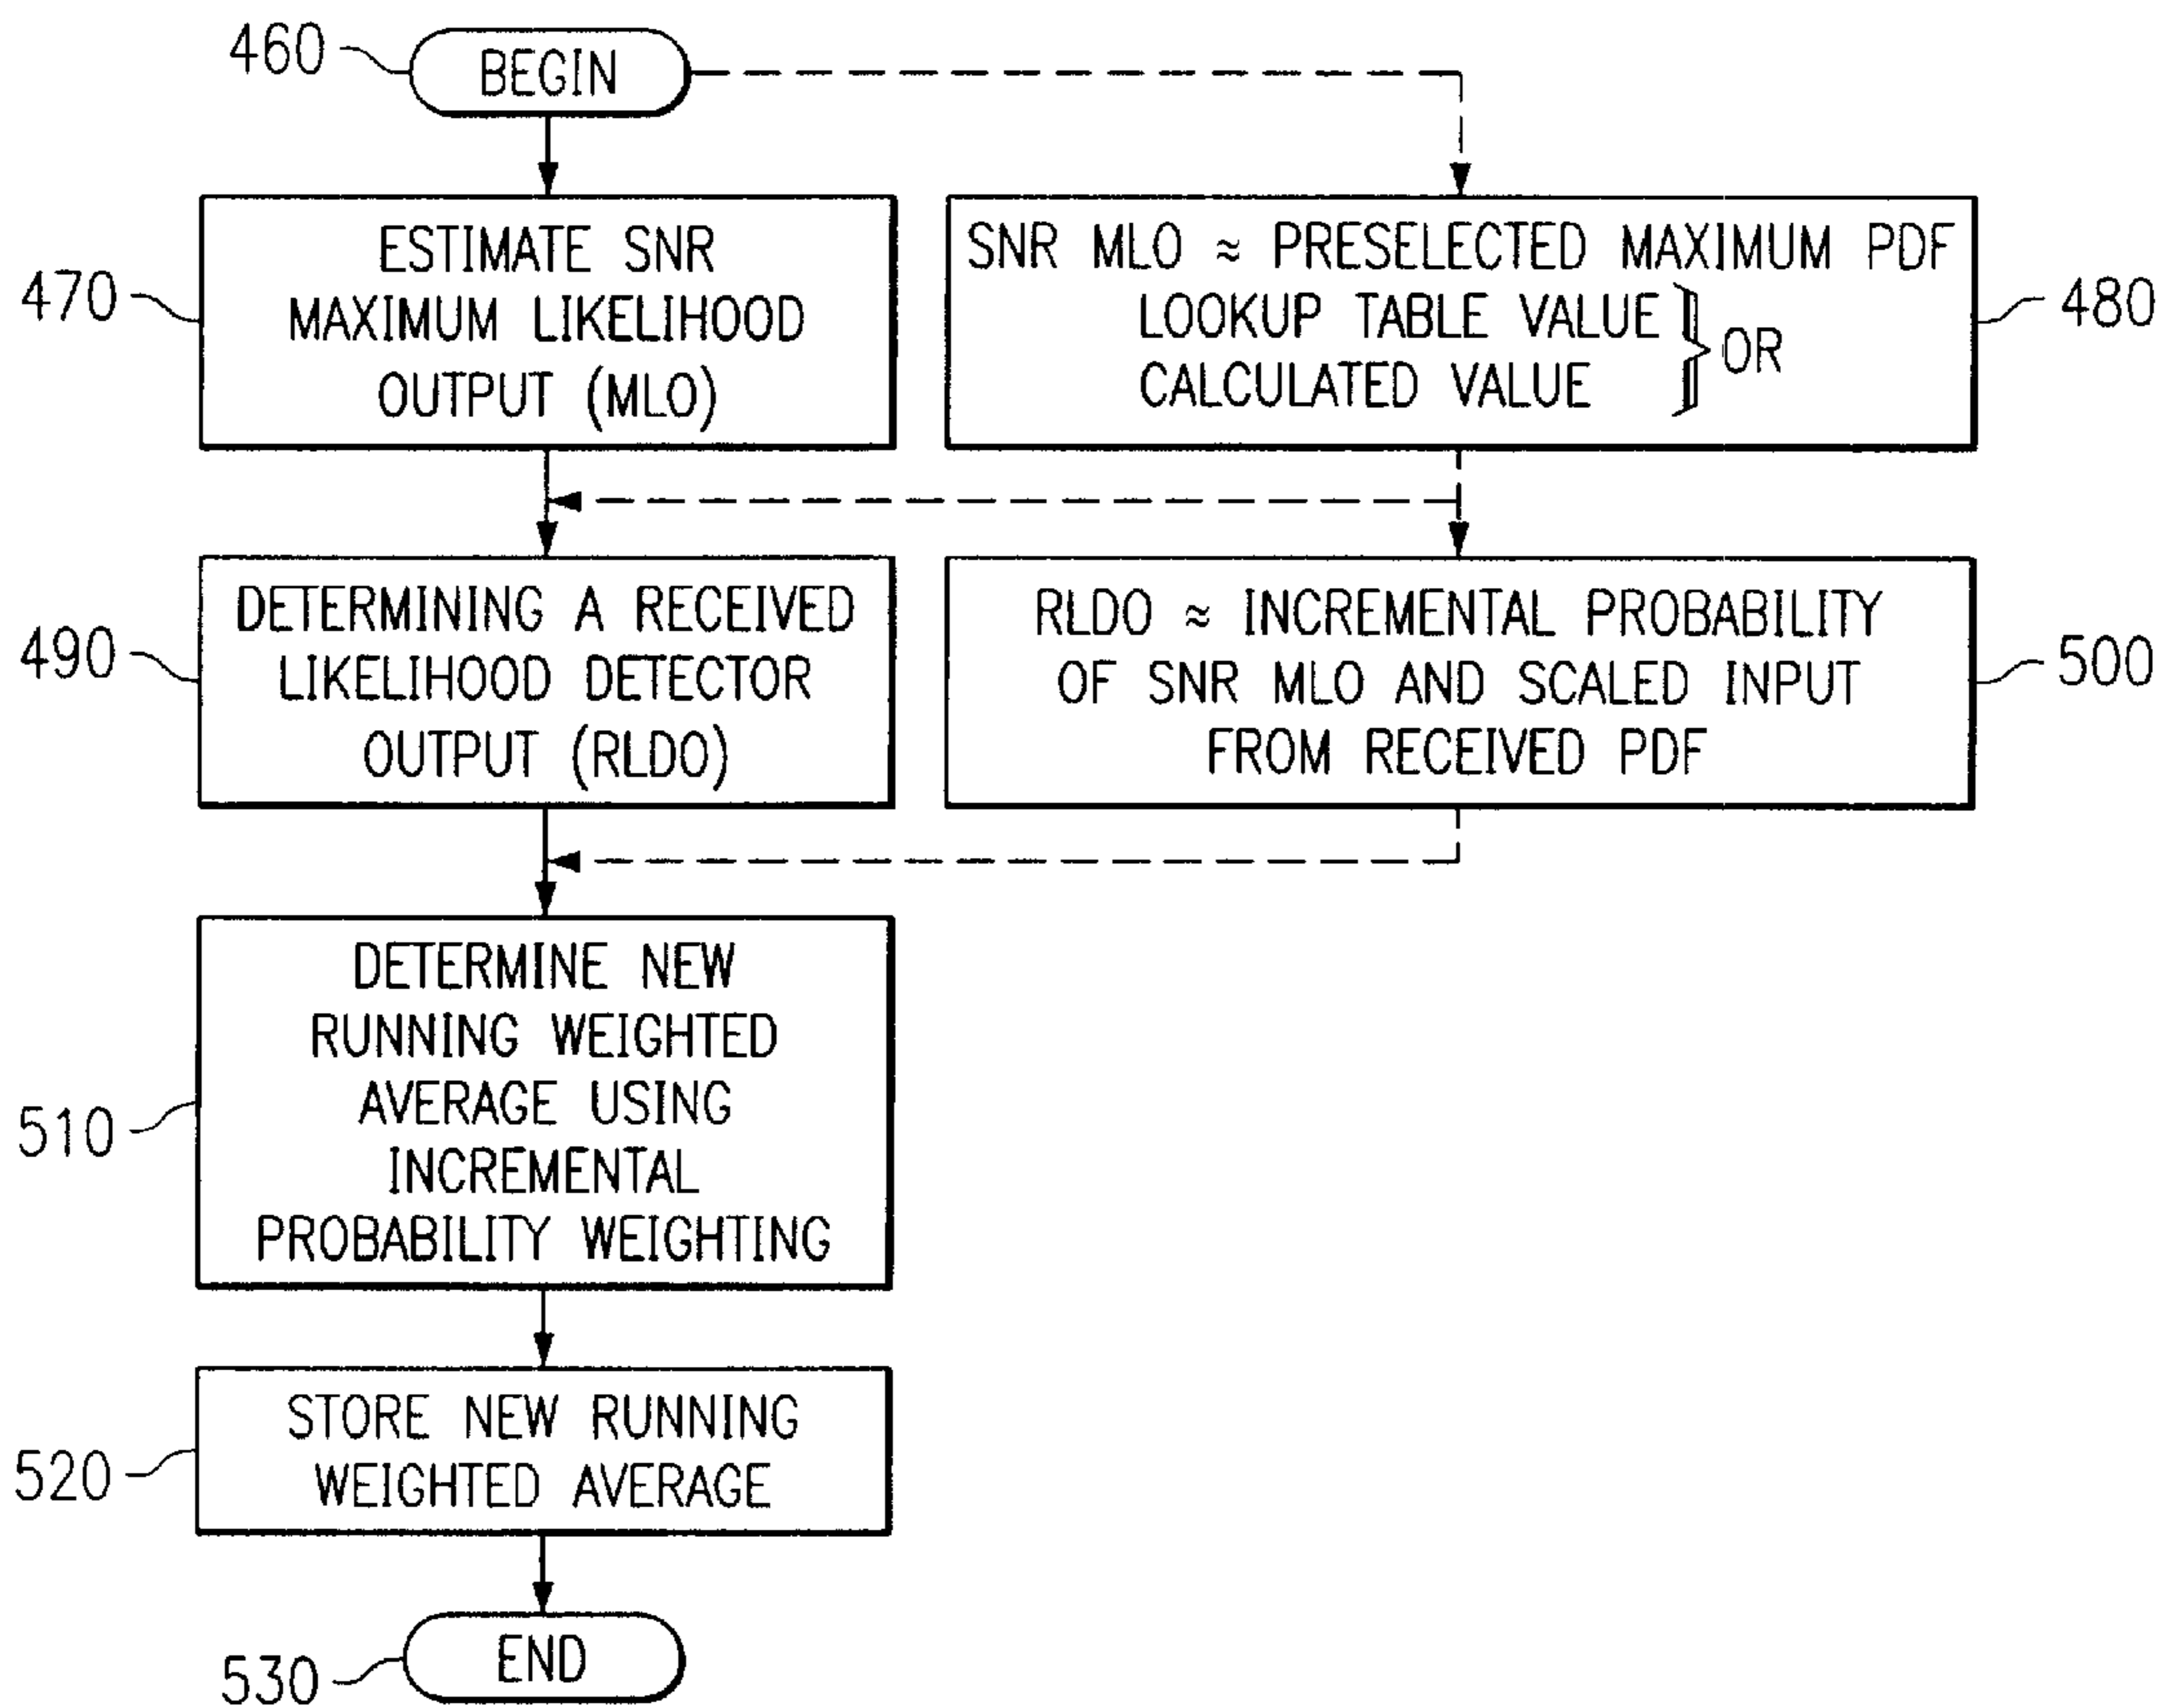 460
BEGIN
470
ESTIMATE SNR
MAXIMUM LIKELIHOOD
OUTPUT (MLO)
SNR MLO ≈ PRESELECTED MAXIMUM PDF
LOOKUP TABLE VALUE
CALCULATED VALUE
OR
480
490
DETERMINING A RECEIVED
LIKELIHOOD DETECTOR
OUTPUT (RLDO)
RLDO ≈ INCREMENTAL PROBABILITY
OF SNR MLO AND SCALED INPUT
FROM RECEIVED PDF
500
510
DETERMINE NEW
RUNNING WEIGHTED
AVERAGE USING
INCREMENTAL
PROBABILITY WEIGHTING
520
STORE NEW RUNNING
WEIGHTED AVERAGE
530
END